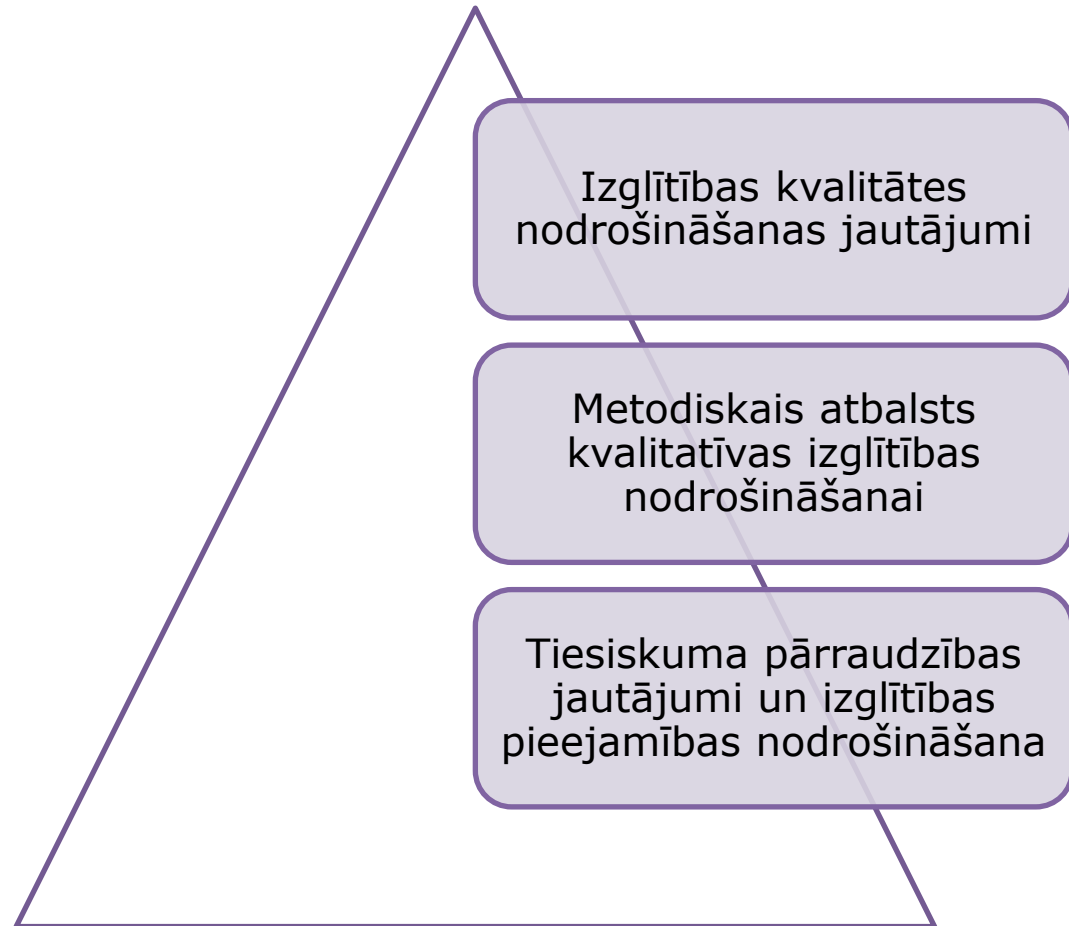 Izglītības kvalitātes
nodrošināšanas jautājumi
Metodiskais atbalsts
kvalitatīvas izglītības
nodrošināšanai
Tiesiskuma pārraudzības
jautājumi un izglītības
pieejamības nodrošināšana